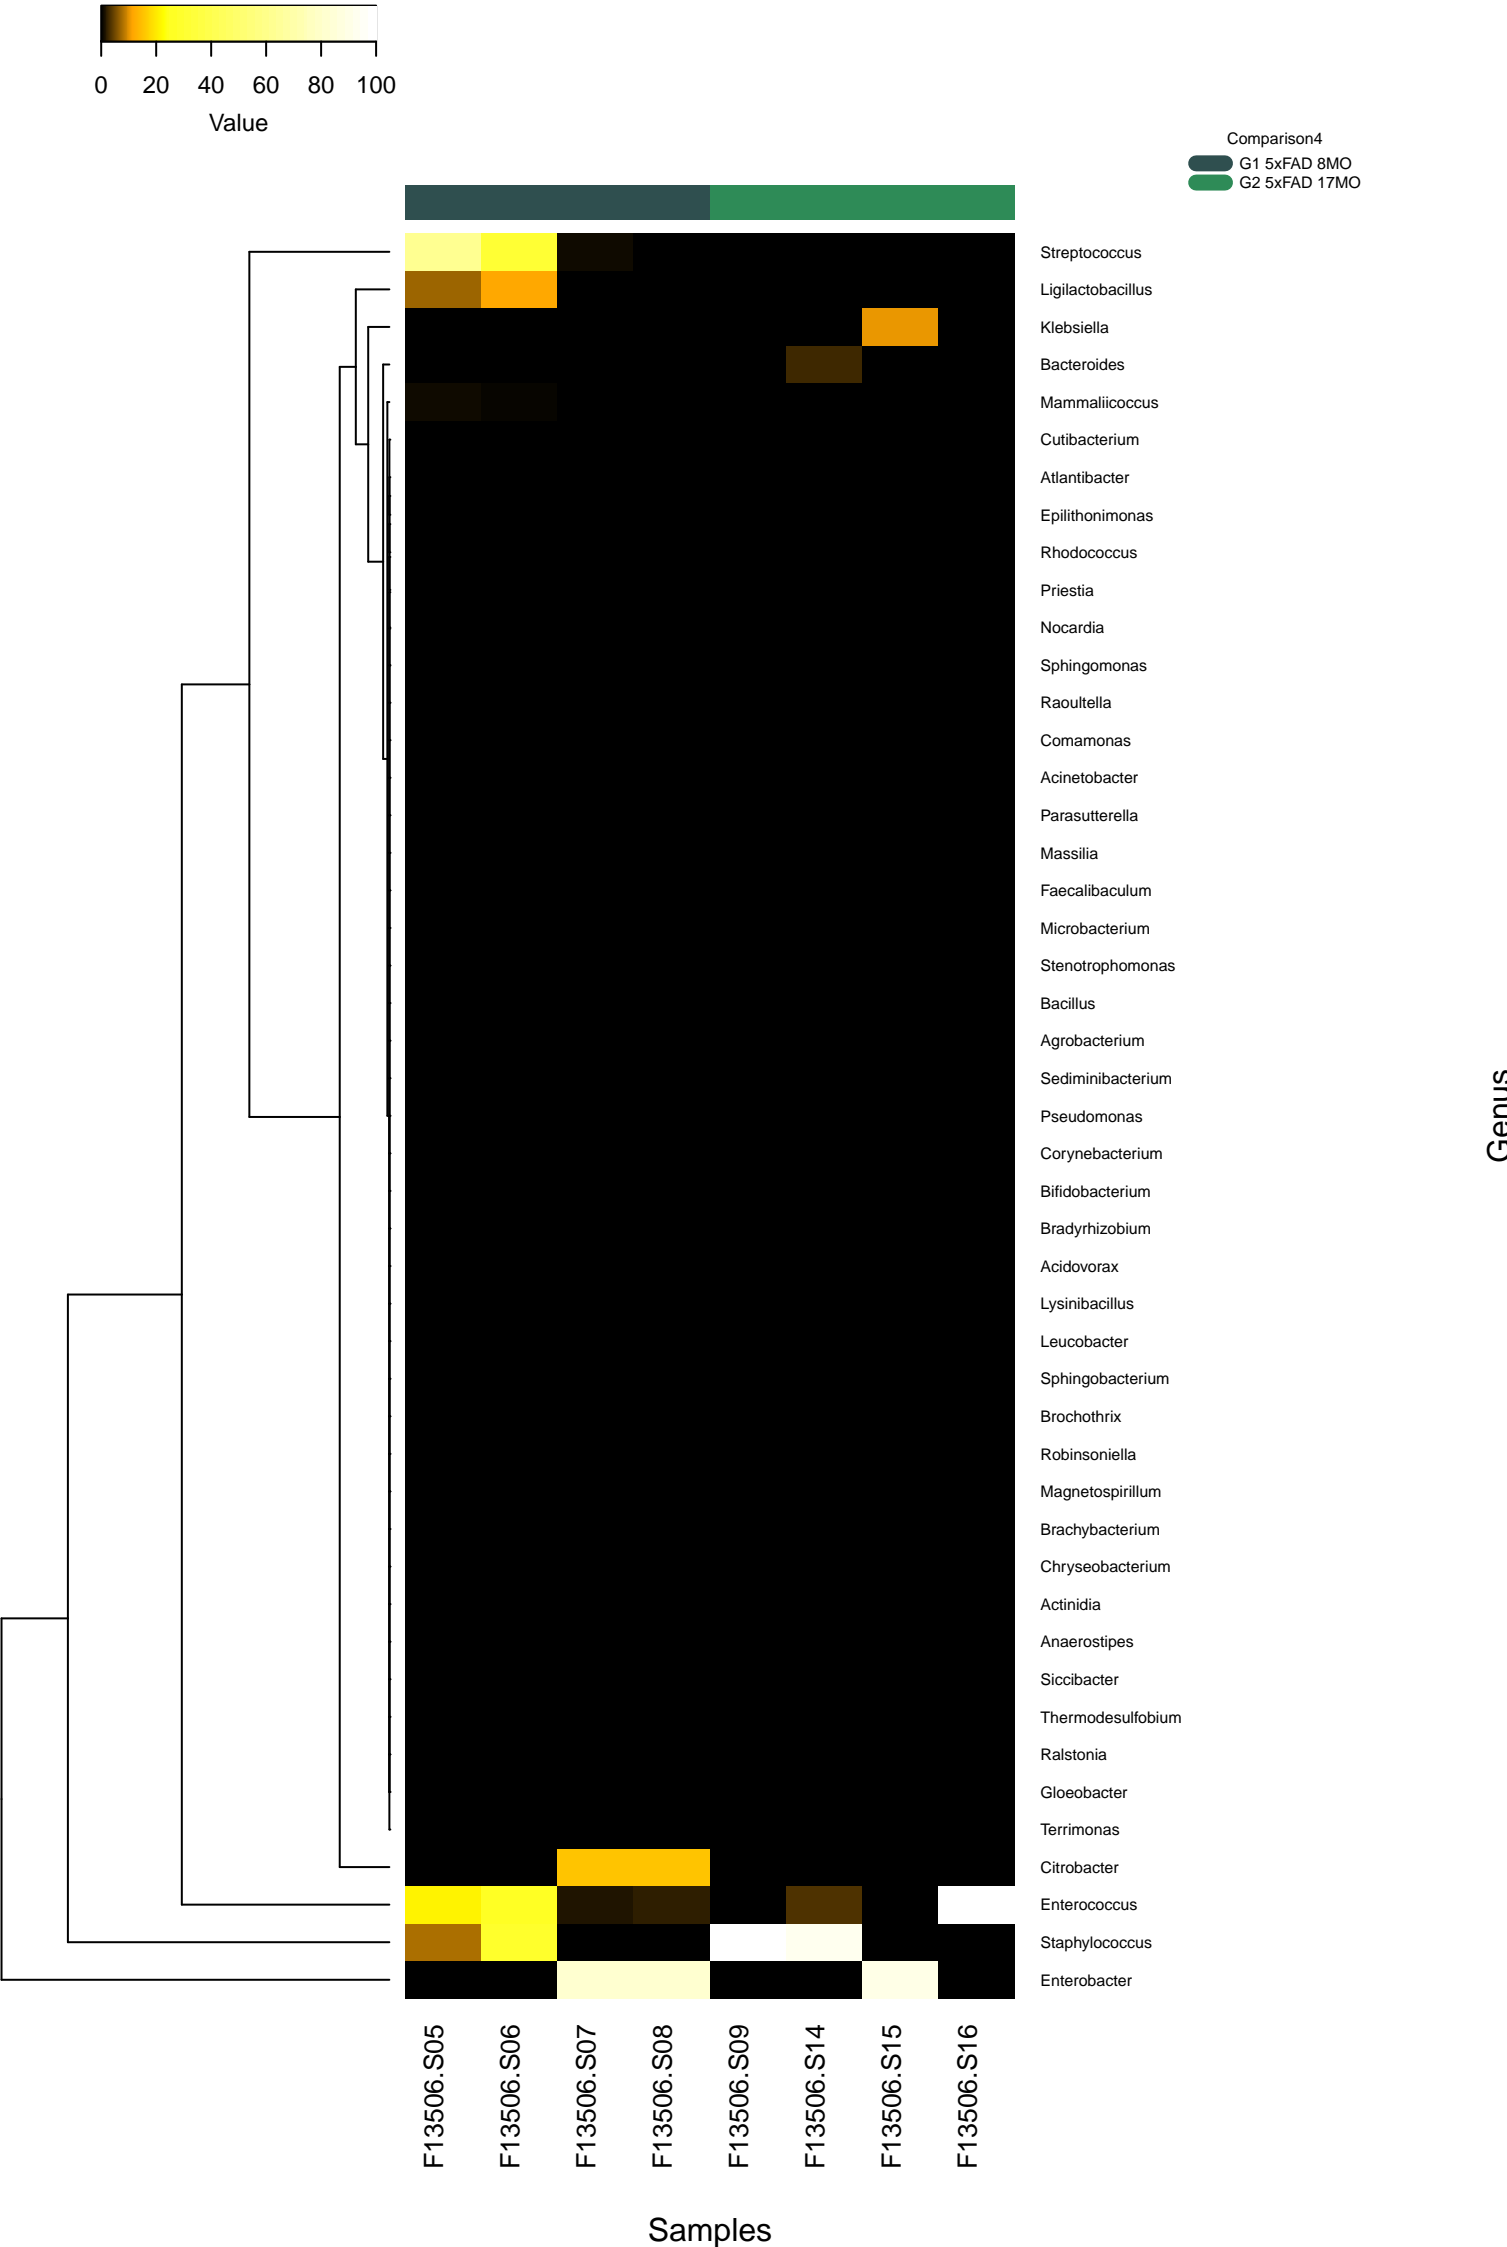 0 20 40 60 80 100
Value
Comparison4
G1 5xFAD 8MO
G2 5xFAD 17MO
Streptococcus
Ligilactobacillus
Klebsiella
Bacteroides
Mammaliicoccus
Cutibacterium
Atlantibacter
Epilithonimonas
Rhodococcus
Priestia
Nocardia
Sphingomonas
Raoultella
Comamonas
Acinetobacter
Parasutterella
Massilia
Faecalibaculum
Microbacterium
Stenotrophomonas
Bacillus
Agrobacterium
Sediminibacterium
Pseudomonas
Corynebacterium
Bifidobacterium
Bradyrhizobium
Acidovorax
Lysinibacillus
Leucobacter
Sphingobacterium
Brochothrix
Robinsoniella
Magnetospirillum
Brachybacterium
Chryseobacterium
Actinidia
Anaerostipes
Siccibacter
Thermodesulfobium
Ralstonia
Gloeobacter
Terrimonas
Citrobacter
Enterococcus
Staphylococcus
Enterobacter
Genus
F13506.S05
F13506.S06
F13506.S07
F13506.S08
F13506.S09
F13506.S14
F13506.S15
F13506.S16
Samples